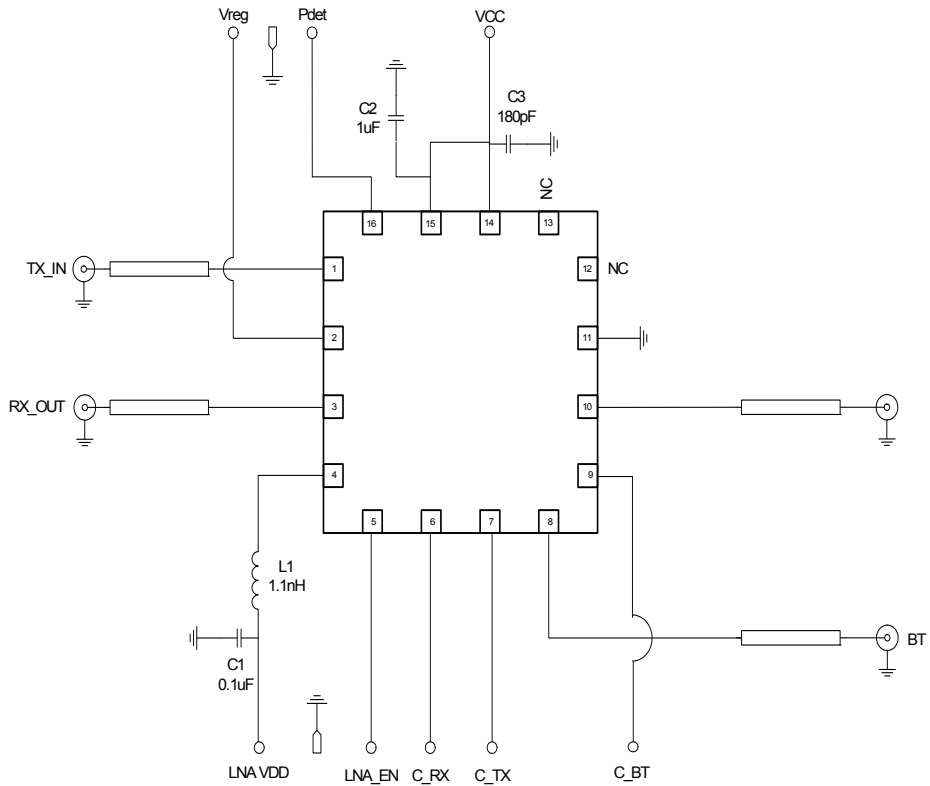 Vreg
Pdet
VCC
C2
1uF
C3
180pF
NC
16
15
14
13
TX_IN
1
12
NC
2
11
RX_OUT
3
10
4
9
5
6
7
8
L1
1.1nH
C1
0.1uF
BT
LNA VDD
LNA_EN
C_RX
C_TX
C_BT